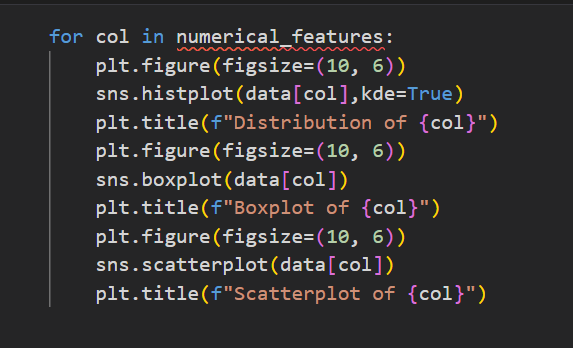 for col in numerical_features:
    plt.figure(figsize=(10, 6))
    sns.histplot(data[col],kde=True)
    plt.title(f"Distribution of {col}")
    plt.figure(figsize=(10, 6))
    sns.boxplot(data[col])
    plt.title(f"Boxplot of {col}")
    plt.figure(figsize=(10, 6))
    sns.scatterplot(data[col])
    plt.title(f"Scatterplot of {col}")